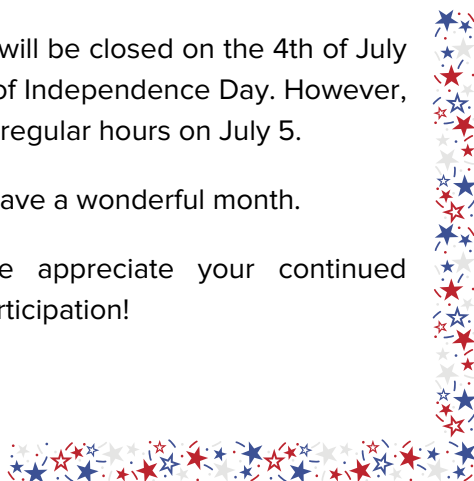 will be closed on the 4th of July
of Independence Day. However,
regular hours on July 5.
ave a wonderful month.
e appreciate your continued
rticipation!